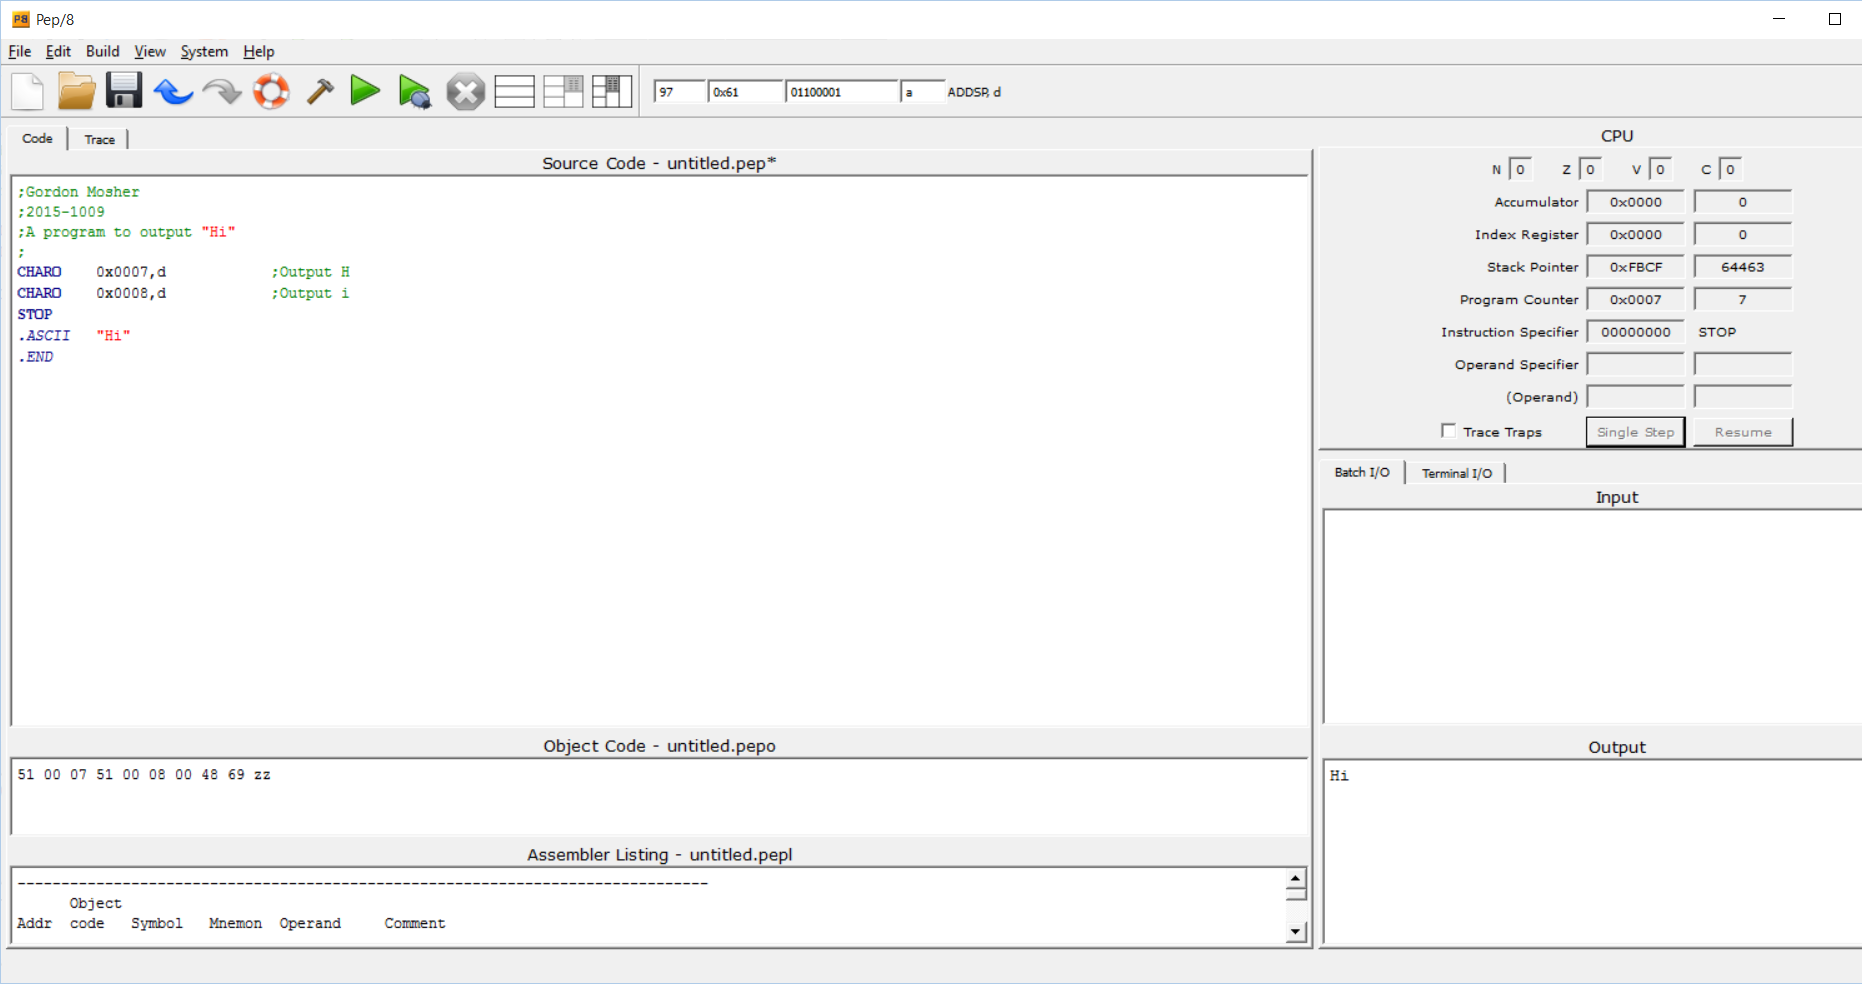 Pep/8
File Edit Build View System Help
97 0x61 01100001 a ADDSP, d
Code Trace
Source Code - untitled.pep*
;Gordon Mosher
;2015-1009
;A program to output "Hi"
;
CHARO 0x0007,d ;Output H
CHARO 0x0008,d ;Output i
STOP
.ASCII "Hi"
.END
Object Code - untitled.pepo
51 00 07 51 00 08 00 48 69 zz
Assembler Listing - untitled.pepl
-------------------------------------------------------------------------------
Object
Addr code Symbol Mnemon Operand Comment
CPU
N 0 Z 0 V 0 C 0
Accumulator 0x0000 0
Index Register 0x0000 0
Stack Pointer 0xFBCF 64463
Program Counter 0x0007 7
Instruction Specifier 00000000 STOP
Operand Specifier
(Operand)
Trace Traps Single Step Resume
Batch I/O Terminal I/O
Input
Output
Hi